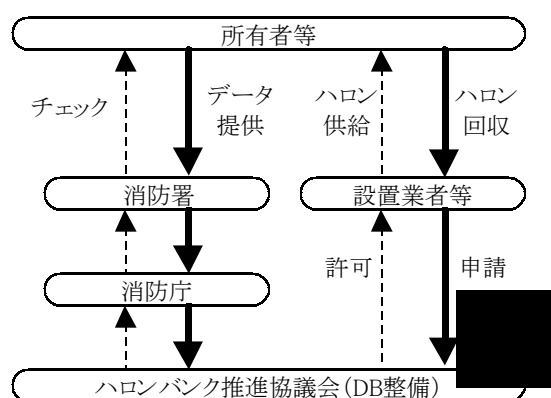 所有者等
チェック
データ
提供
ハロン
供給
ハロン
回収
消防署
設置業者等
許可
申請
消防庁
ハロンバンク推進協議会（DB整備）